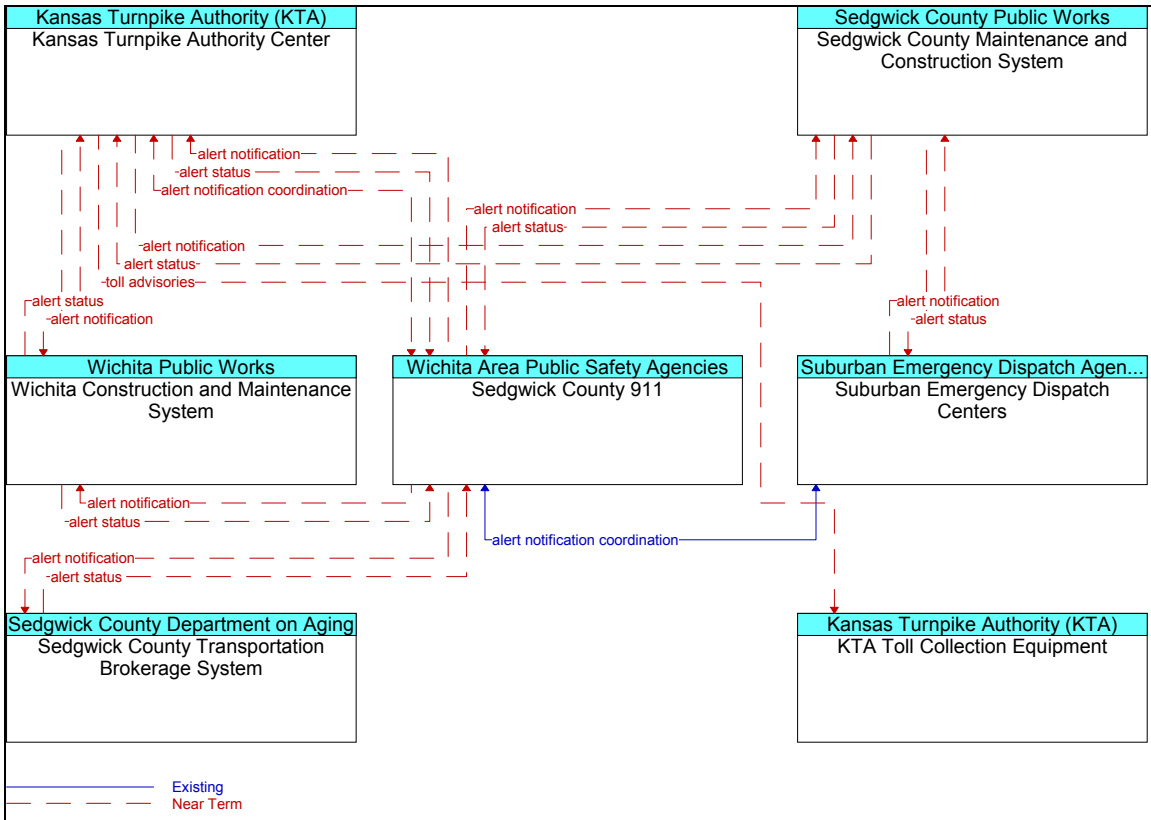 Kansas Turnpike Authority (KTA)
Kansas Turnpike Authority Center
Sedgwick County Public Works
Sedgwick County Maintenance and
Construction System
alert notification
alert status
alert notification coordination
alert notification
alert status
alert notification
alert status
toll advisories
alert status
alert notification
alert notification
alert status
Wichita Public Works
Wichita Construction and Maintenance
System
Wichita Area Public Safety Agencies
Sedgwick County 911
Suburban Emergency Dispatch Agen...
Suburban Emergency Dispatch
Centers
alert notification
alert status
alert notification coordination
alert notification
alert status
Sedgwick County Department on Aging
Sedgwick County Transportation
Brokerage System
Kansas Turnpike Authority (KTA)
KTA Toll Collection Equipment
Existing
Near Term